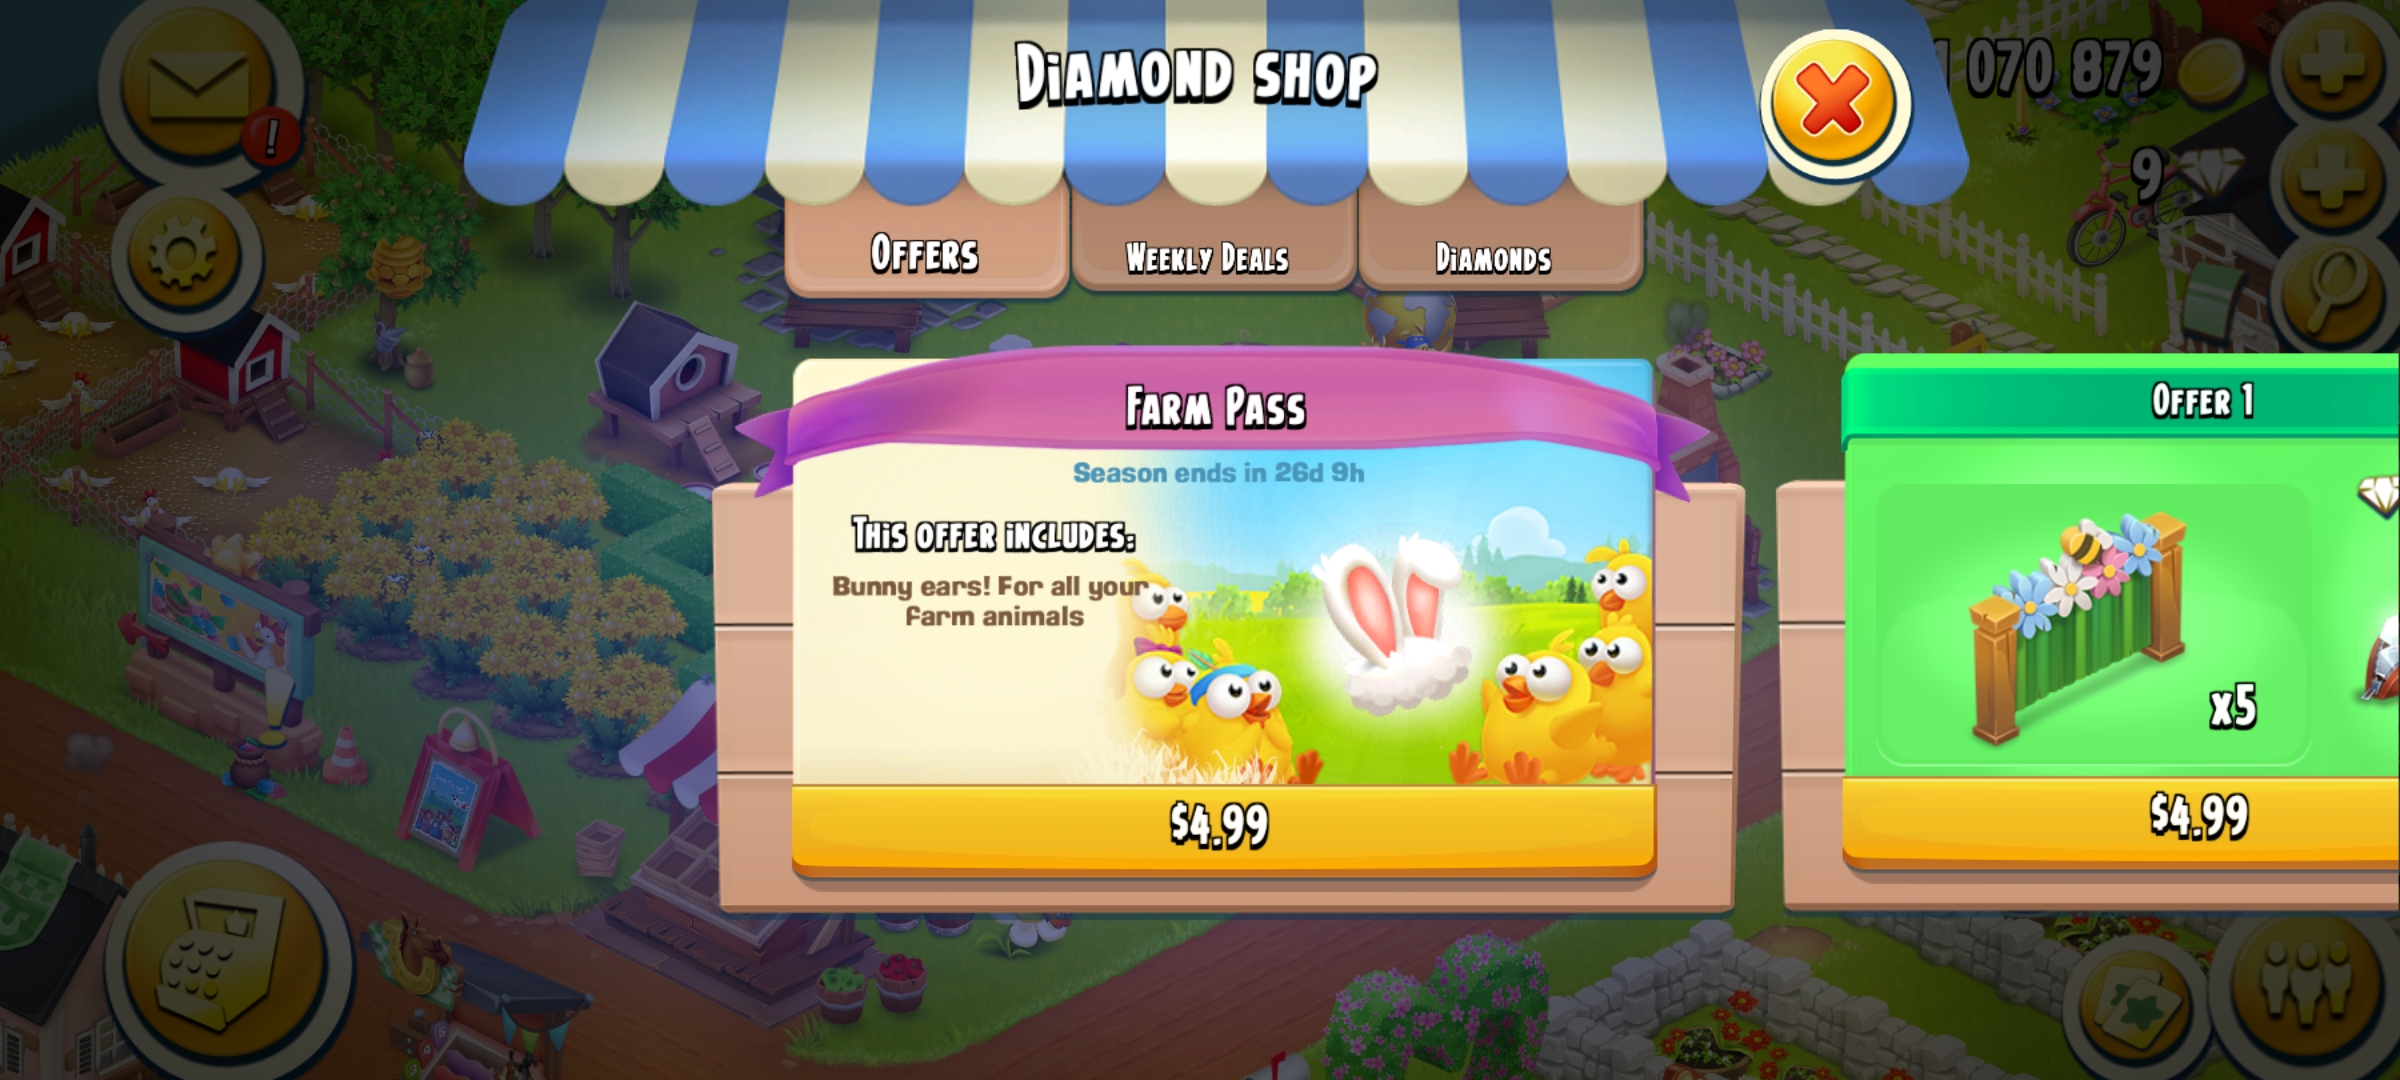 DiAMOND SHOP
1 070 879
9
OFFERS
WEEKLY DEALS
DiAMONDS
FARM PASS
Season ends in 26d 9h
THiS OFFER iNCLUDES:
Bunny ears! For all your
farm animals
$4.99
OFFER 1
x5
$4.99